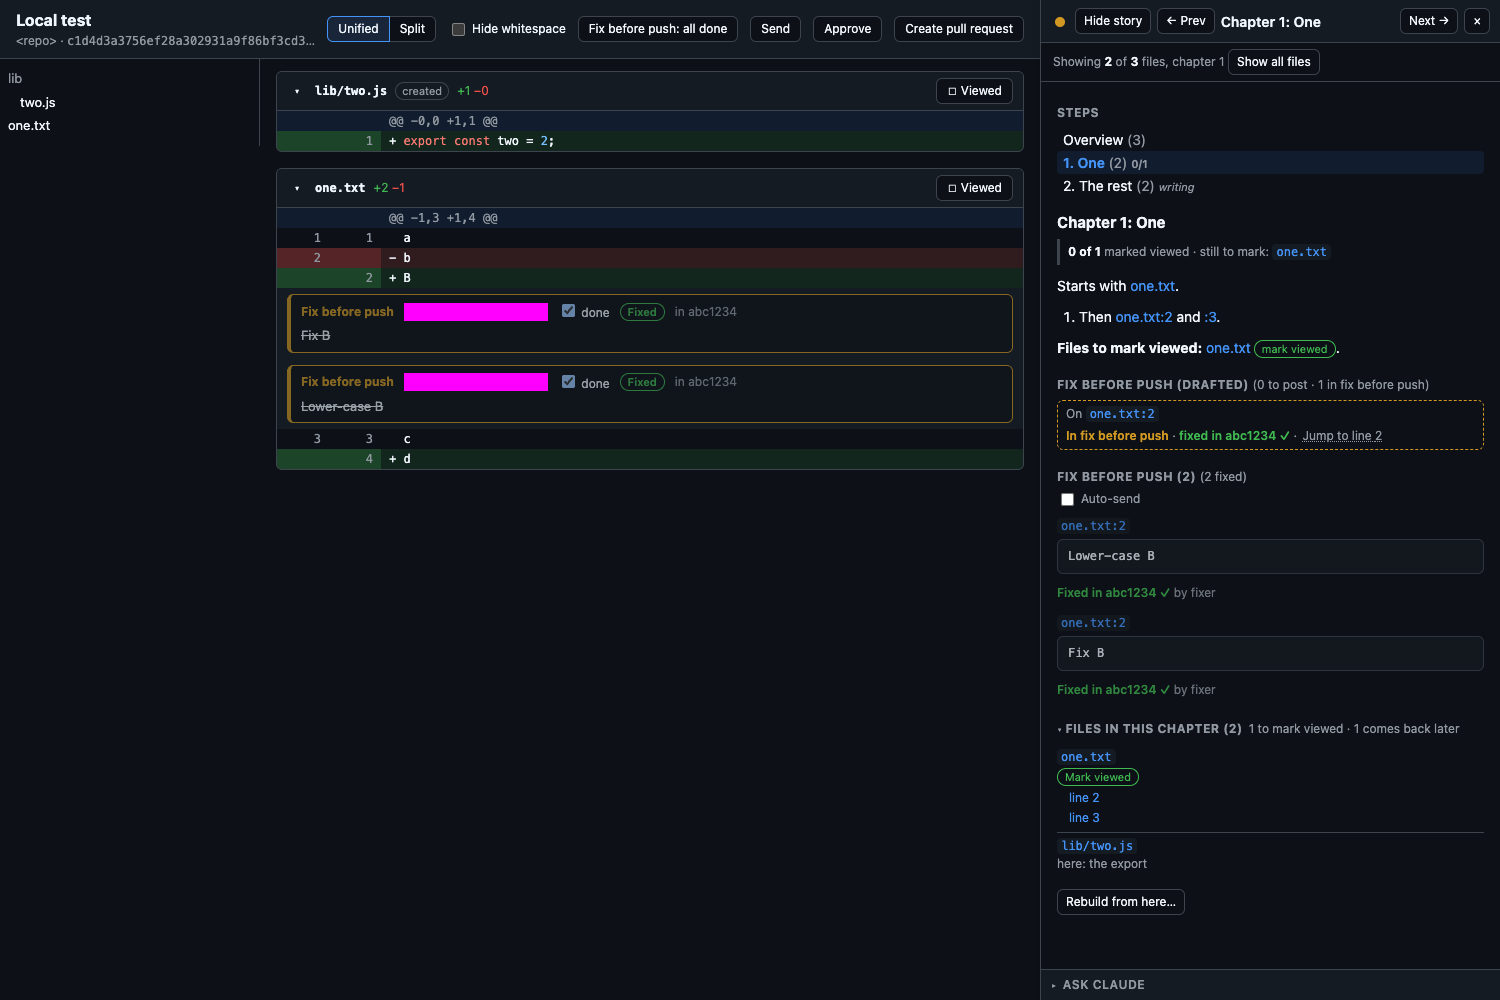 Local test
<repo> · c1d4d3a3756ef28a302931a9f86bf3cd3...
Unified Split Hide whitespace Fix before push: all done Send Approve Create pull request
Hide story ← Prev Chapter 1: One Next → ×
Showing 2 of 3 files, chapter 1 Show all files
lib
two.js
one.txt
lib/two.js created +1 −0 Viewed
@@ −0,0 +1,1 @@
1 + export const two = 2;
one.txt +2 −1 Viewed
@@ −1,3 +1,4 @@
1 1 a
2 − b
2 + B
Fix before push done Fixed in abc1234
Fix B
Fix before push done Fixed in abc1234
Lower-case B
3 3 c
4 + d
STEPS
Overview (3)
1. One (2) 0/1
2. The rest (2) writing
Chapter 1: One
0 of 1 marked viewed · still to mark: one.txt
Starts with one.txt.
1. Then one.txt:2 and :3.
Files to mark viewed: one.txt mark viewed.
FIX BEFORE PUSH (DRAFTED) (0 to post · 1 in fix before push)
On one.txt:2
In fix before push · fixed in abc1234 ✓ · Jump to line 2
FIX BEFORE PUSH (2) (2 fixed)
Auto-send
one.txt:2
Lower-case B
Fixed in abc1234 ✓ by fixer
one.txt:2
Fix B
Fixed in abc1234 ✓ by fixer
FILES IN THIS CHAPTER (2) 1 to mark viewed · 1 comes back later
one.txt
Mark viewed
line 2
line 3
lib/two.js
here: the export
Rebuild from here...
ASK CLAUDE